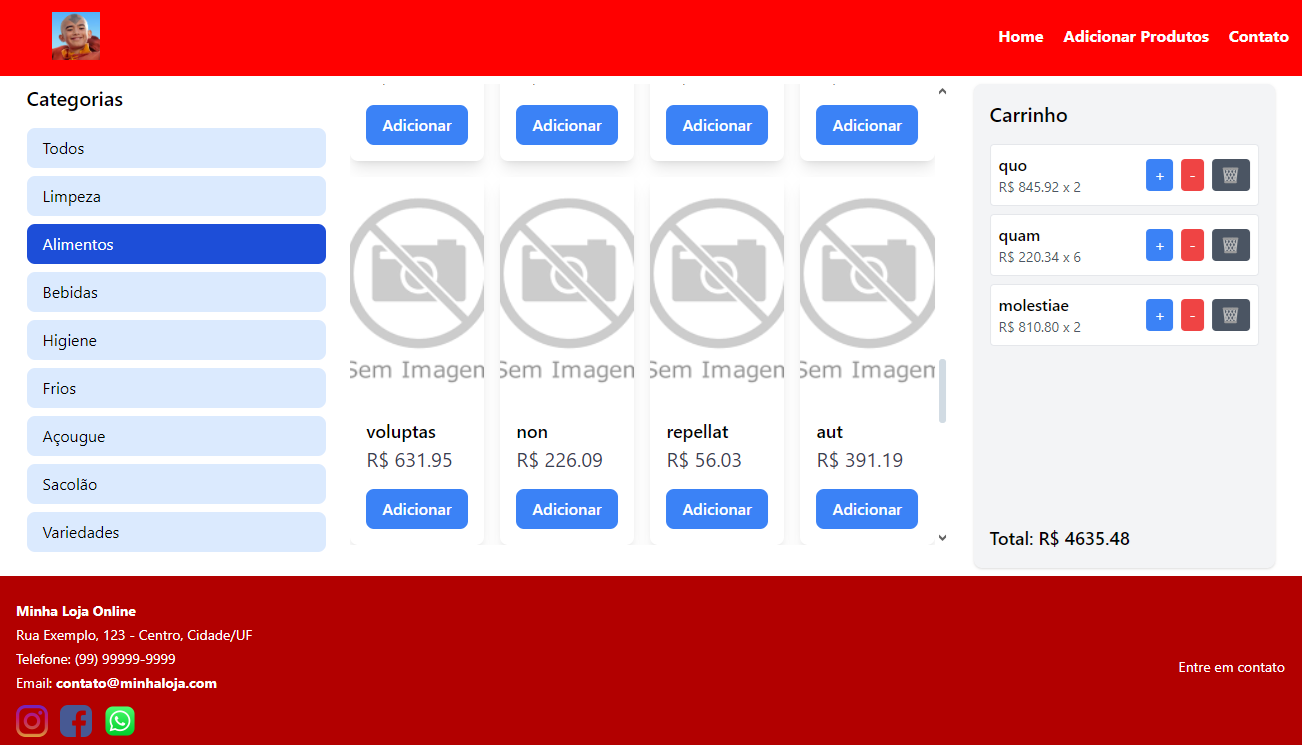 Home Adicionar Produtos Contato
Categorias
Todos
Limpeza
Alimentos
Bebidas
Higiene
Frios
Açougue
Sacolão
Variedades
Adicionar Adicionar Adicionar Adicionar
Sem Imagem Sem Imagem Sem Imagem Sem Imagem
voluptas non repellat aut
R$ 631.95 R$ 226.09 R$ 56.03 R$ 391.19
Adicionar Adicionar Adicionar Adicionar
Carrinho
quo
R$ 845.92 x 2
+ -
quam
R$ 220.34 x 6
+ -
molestiae
R$ 810.80 x 2
+ -
Total: R$ 4635.48
Minha Loja Online
Rua Exemplo, 123 - Centro, Cidade/UF
Telefone: (99) 99999-9999
Email: contato@minhaloja.com
Entre em contato